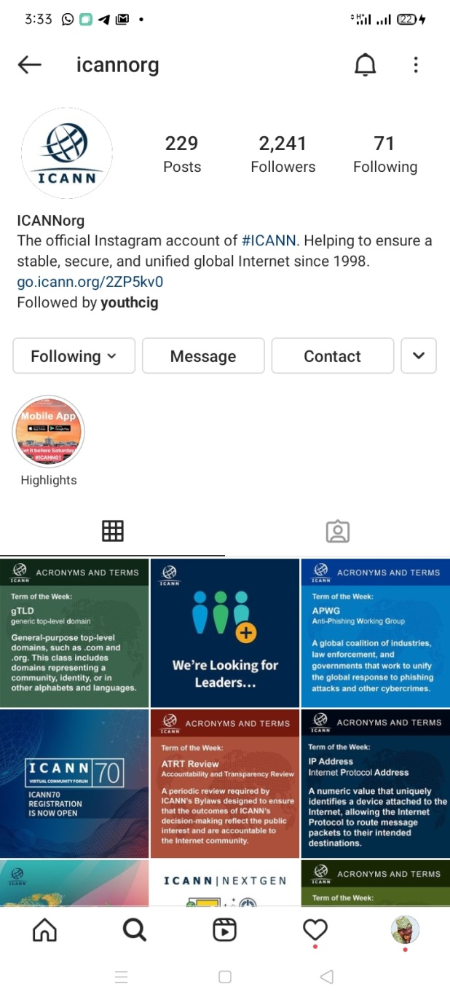 3:33
22
icannorg
ICANN
229
Posts
2,241
Followers
71
Following
ICANNorg
The official Instagram account of #ICANN. Helping to ensure a
stable, secure, and unified global Internet since 1998.
go.icann.org/2ZP5kv0
Followed by youthcig
Following
Message
Contact
Mobile App
Get it before Saturday!
#ICANN61
Highlights
ICANN
ACRONYMS AND TERMS
Term of the Week:
gTLD
generic top-level domain
General-purpose top-level
domains, such as .com and
.org. This class includes
domains representing a
community, identity, or in
other alphabets and languages.
ICANN
We’re Looking for
Leaders…
ICANN
ACRONYMS AND TERMS
Term of the Week:
APWG
Anti-Phishing Working Group
A global coalition of industries,
law enforcement, and
governments that work to unify
the global response to phishing
attacks and other cybercrimes.
ICANN 70
VIRTUAL COMMUNITY FORUM
ICANN70
REGISTRATION
IS NOW OPEN
ICANN
ACRONYMS AND TERMS
Term of the Week:
ATRT Review
Accountability and Transparency Review
A periodic review required by
ICANN's Bylaws designed to ensure
that the outcomes of ICANN's
decision-making reflect the public
interest and are accountable to
the Internet community.
ICANN
ACRONYMS AND TERMS
Term of the Week:
IP Address
Internet Protocol Address
A numeric value that uniquely
identifies a device attached to the
Internet, allowing the Internet
Protocol to route message
packets to their intended
destinations.
ICANN
ICANN|NEXTGEN
ICANN
ACRONYMS AND TERMS
Term of the Week: